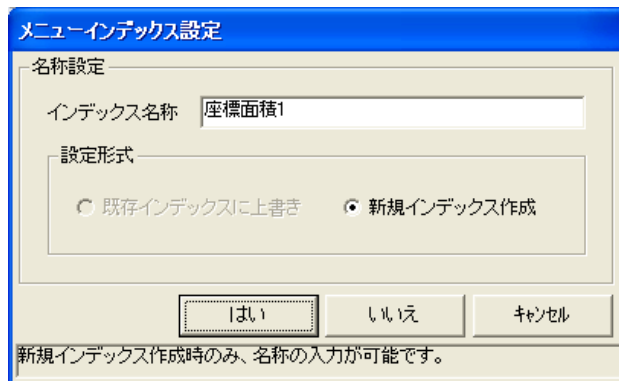 メニューインデックス設定
名称設定
インデックス名称 座標面積1
設定形式
既存インデックスに上書き 新規インデックス作成
はい いいえ ｷｬﾝｾﾙ
新規インデックス作成時のみ、名称の入力が可能です。